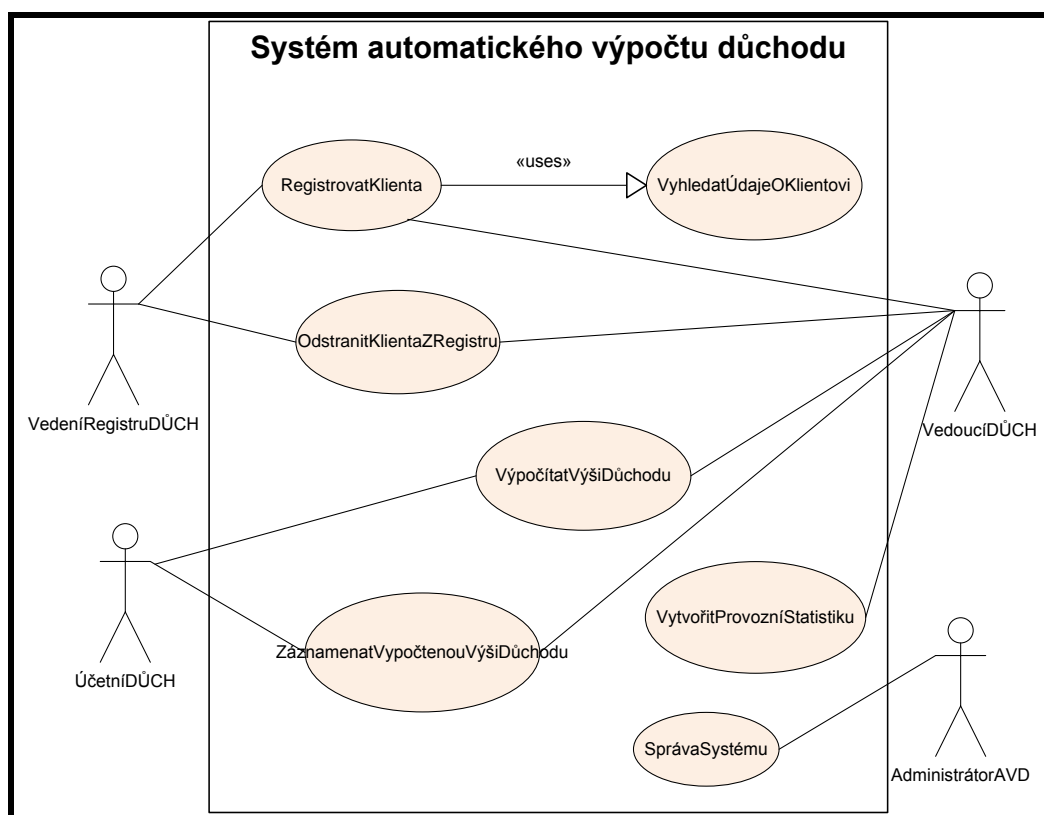 Systém automatického výpočtu důchodu
«uses»
RegistrovatKlienta
VyhledatÚdajeOKlientovi
OdstranitKlientaZRegistru
VedeníRegistruDŮCH
VedoucíDŮCH
VýpočítatVýšiDůchodu
VytvořitProvozníStatistiku
ZáznamenatVypočtenouVýšiDůchodu
ÚčetníDŮCH
SprávaSystému
AdministrátorAVD